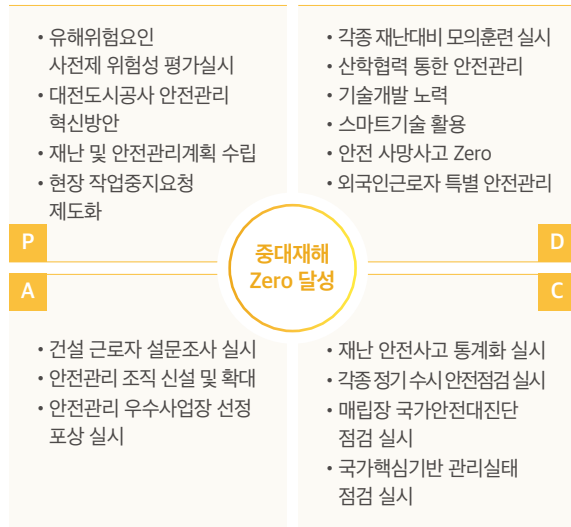 • 유해위험요인
사전제 위험성 평가실시
• 대전도시공사 안전관리
혁신방안
• 재난 및 안전관리계획 수립
• 현장 작업중지요청
제도화
P
• 각종 재난대비 모의훈련 실시
• 산학협력 통한 안전관리
• 기술개발 노력
• 스마트기술 활용
• 안전 사망사고 Zero
• 외국인근로자 특별 안전관리
D
중대재해
Zero 달성
A
• 건설 근로자 설문조사 실시
• 안전관리 조직 신설 및 확대
• 안전관리 우수사업장 선정
포상 실시
C
• 재난 안전사고 통계화 실시
• 각종 정기 수시 안전점검 실시
• 매립장 국가안전대진단
점검 실시
• 국가핵심기반 관리실태
점검 실시